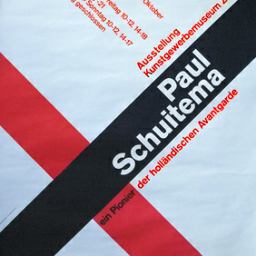 Oktober
10-12, 14-18
-21
Sonntag 10-12, 14-17
geschlossen
Ausstellung
Kunstgewerbemuseum
Paul
Schuitema
ein Pionier der holländischen Avantgarde